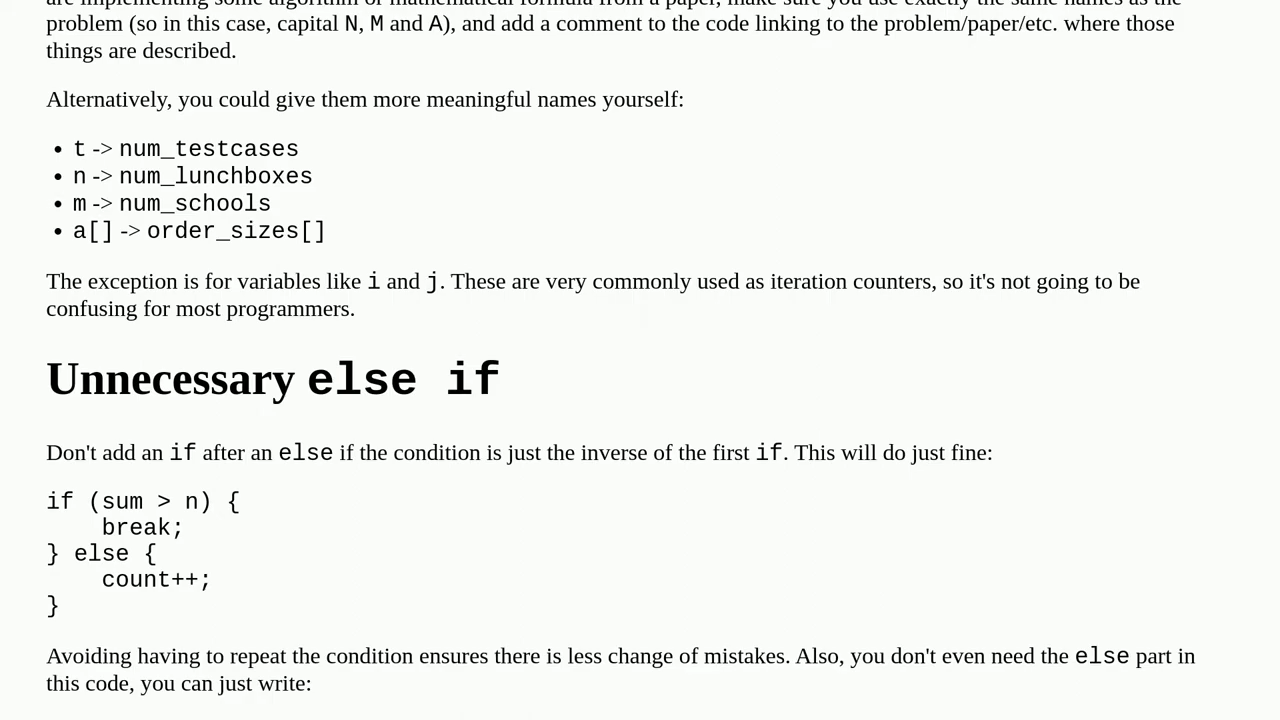 are implementing some algorithm or mathematical formula from a paper, make sure you use exactly the same names as the
problem (so in this case, capital N, M and A), and add a comment to the code linking to the problem/paper/etc. where those
things are described.
Alternatively, you could give them more meaningful names yourself:
• t -> num_testcases
• n -> num_lunchboxes
• m -> num_schools
• a[] -> order_sizes[]
The exception is for variables like i and j. These are very commonly used as iteration counters, so it's not going to be
confusing for most programmers.
Unnecessary else if
Don't add an if after an else if the condition is just the inverse of the first if. This will do just fine:
if (sum > n) {
    break;
} else {
    count++;
}
Avoiding having to repeat the condition ensures there is less change of mistakes. Also, you don't even need the else part in
this code, you can just write: